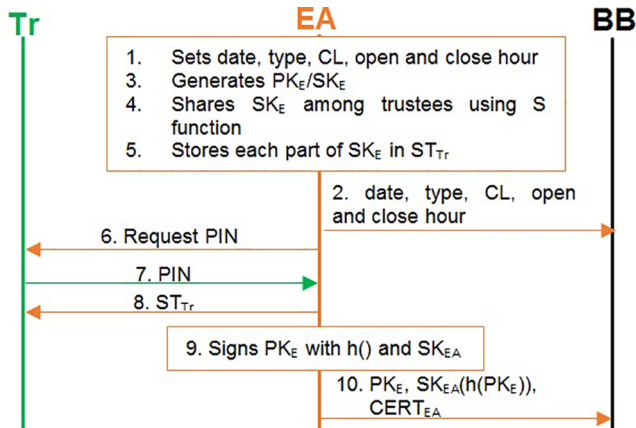 Tr
EA
BB
1. Sets date, type, CL, open and close hour
3. Generates PKE/SKE
4. Shares SKE among trustees using S
function
5. Stores each part of SKE in STTr
2. date, type, CL, open
and close hour
6. Request PIN
7. PIN
8. STTr
9. Signs PKE with h() and SKEA
10. PKE, SKEA(h(PKE)),
CERTEA